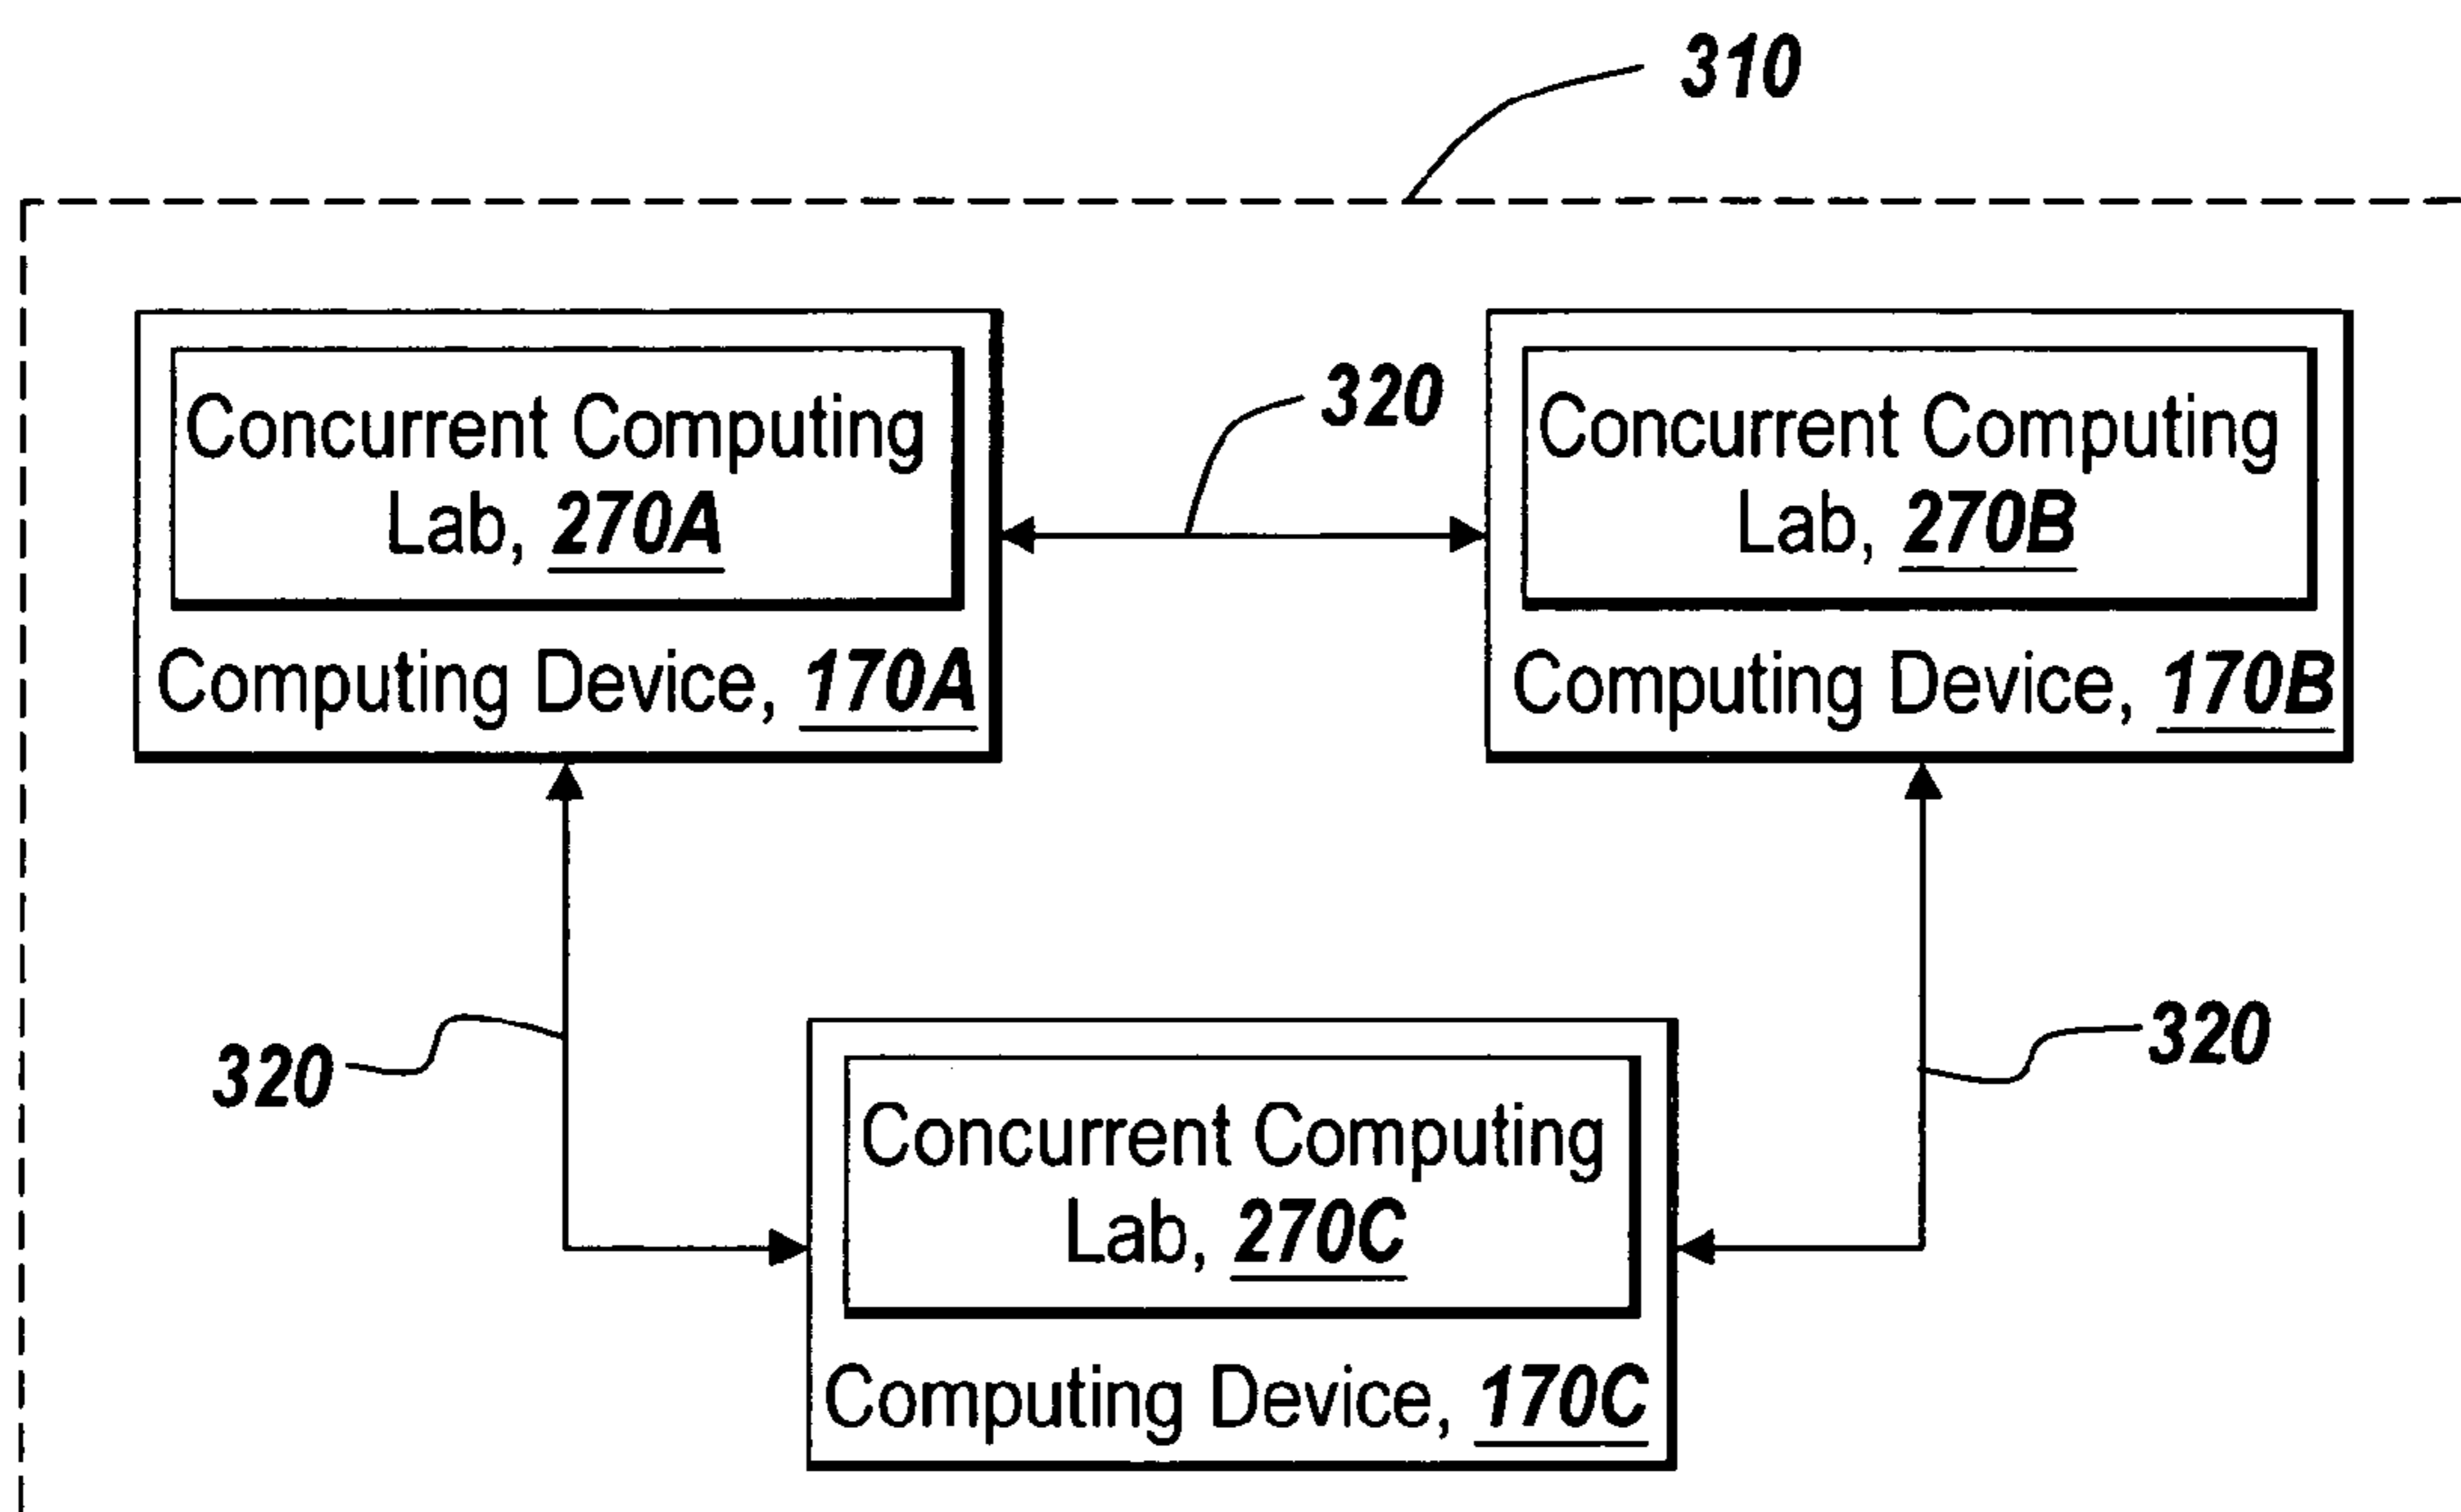 310
320
Concurrent Computing
Lab, 270A
Computing Device, 170A
Concurrent Computing
Lab, 270B
Computing Device, 170B
320
320
Concurrent Computing
Lab, 270C
Computing Device, 170C